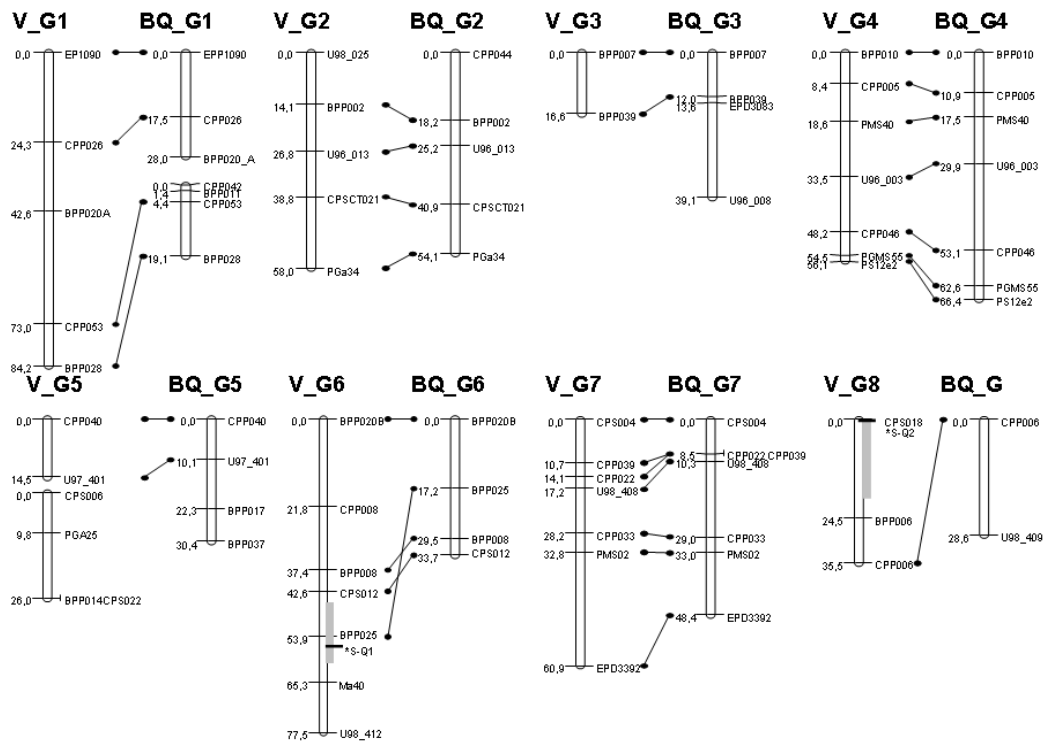 V_G1 BQ_G1 V_G2 BQ_G2 V_G3 BQ_G3 V_G4 BQ_G4
0,0 EP1090
24,3 CPP026
42,6 BPP020A
73,0 CPP053
84,2 BPP028
0,0 EPP1090
17,5 CPP026
28,0 BPP020_A
0,0 CPP042
1,4 BPP011
4,4 CPP053
19,1 BPP028
0,0 U98_025
14,1 BPP002
26,8 U96_013
38,8 CPSCT021
58,0 PGa34
0,0 CPP044
18,2 BPP002
25,2 U96_013
40,9 CPSCT021
54,1 PGa34
0,0 BPP007
16,6 BPP039
0,0 BPP007
12,0 BPP039
13,6 EPD3083
39,1 U96_008
0,0 BPP010
8,4 CPP005
18,6 PMS40
33,5 U96_003
48,2 CPP046
54,5 PGMS55
56,1 PS12e2
0,0 BPP010
10,9 CPP005
17,5 PMS40
29,9 U96_003
53,1 CPP046
62,6 PGMS55
66,4 PS12e2
V_G5 BQ_G5 V_G6 BQ_G6 V_G7 BQ_G7 V_G8 BQ_G
0,0 CPP040
14,5 U97_401
0,0 CPS006
9,8 PGA25
26,0 BPP014 CPS022
0,0 CPP040
10,1 U97_401
22,3 BPP017
30,4 BPP037
0,0 BPP020B
21,8 CPP008
37,4 BPP008
42,6 CPS012
53,9 BPP025
*S-Q1
65,3 Ma40
77,5 U98_412
0,0 BPP020B
17,2 BPP025
29,5 BPP008
33,7 CPS012
0,0 CPS004
10,7 CPP039
14,1 CPP022
17,2 U98_408
28,2 CPP033
32,8 PMS02
60,9 EPD3392
0,0 CPS004
8,5 CPP022 CPP039
10,3 U98_408
29,0 CPP033
33,0 PMS02
48,4 EPD3392
0,0 CPS018
*S-Q2
24,5 BPP006
35,5 CPP006
0,0 CPP006
28,6 U98_409